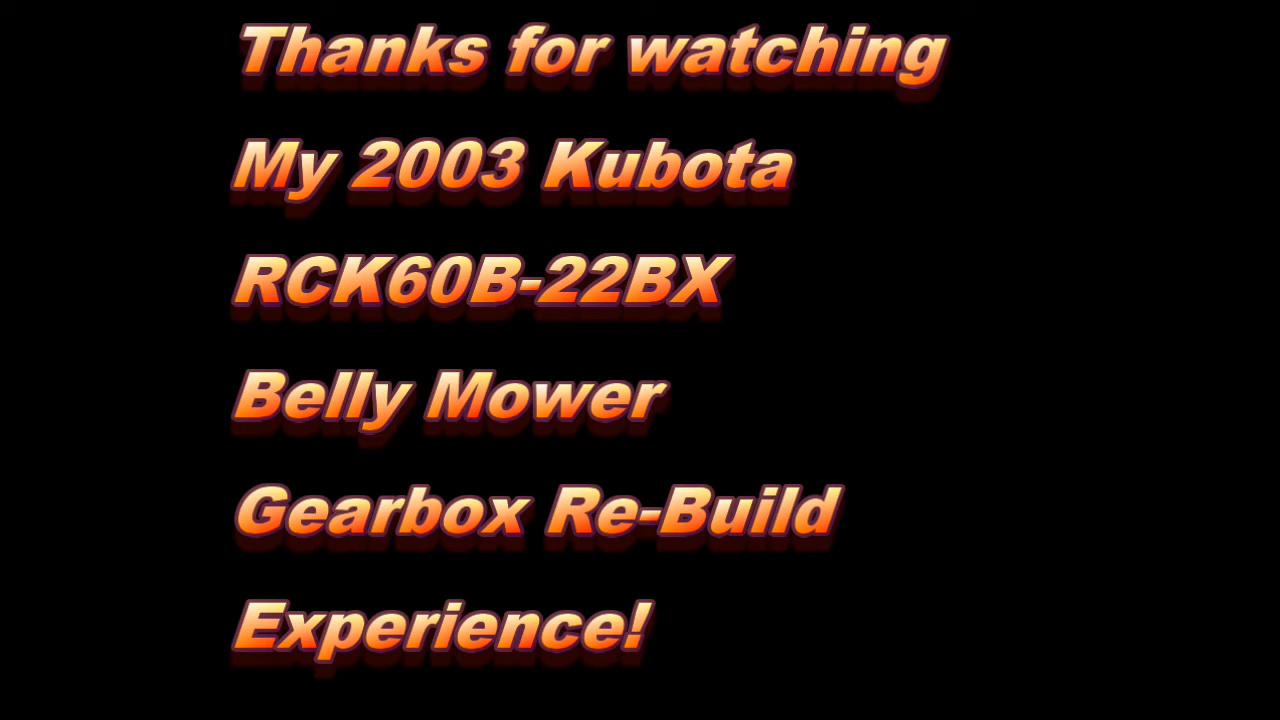 Thanks for watching
My 2003 Kubota
RCK60B-22BX
Belly Mower
Gearbox Re-Build
Experience!